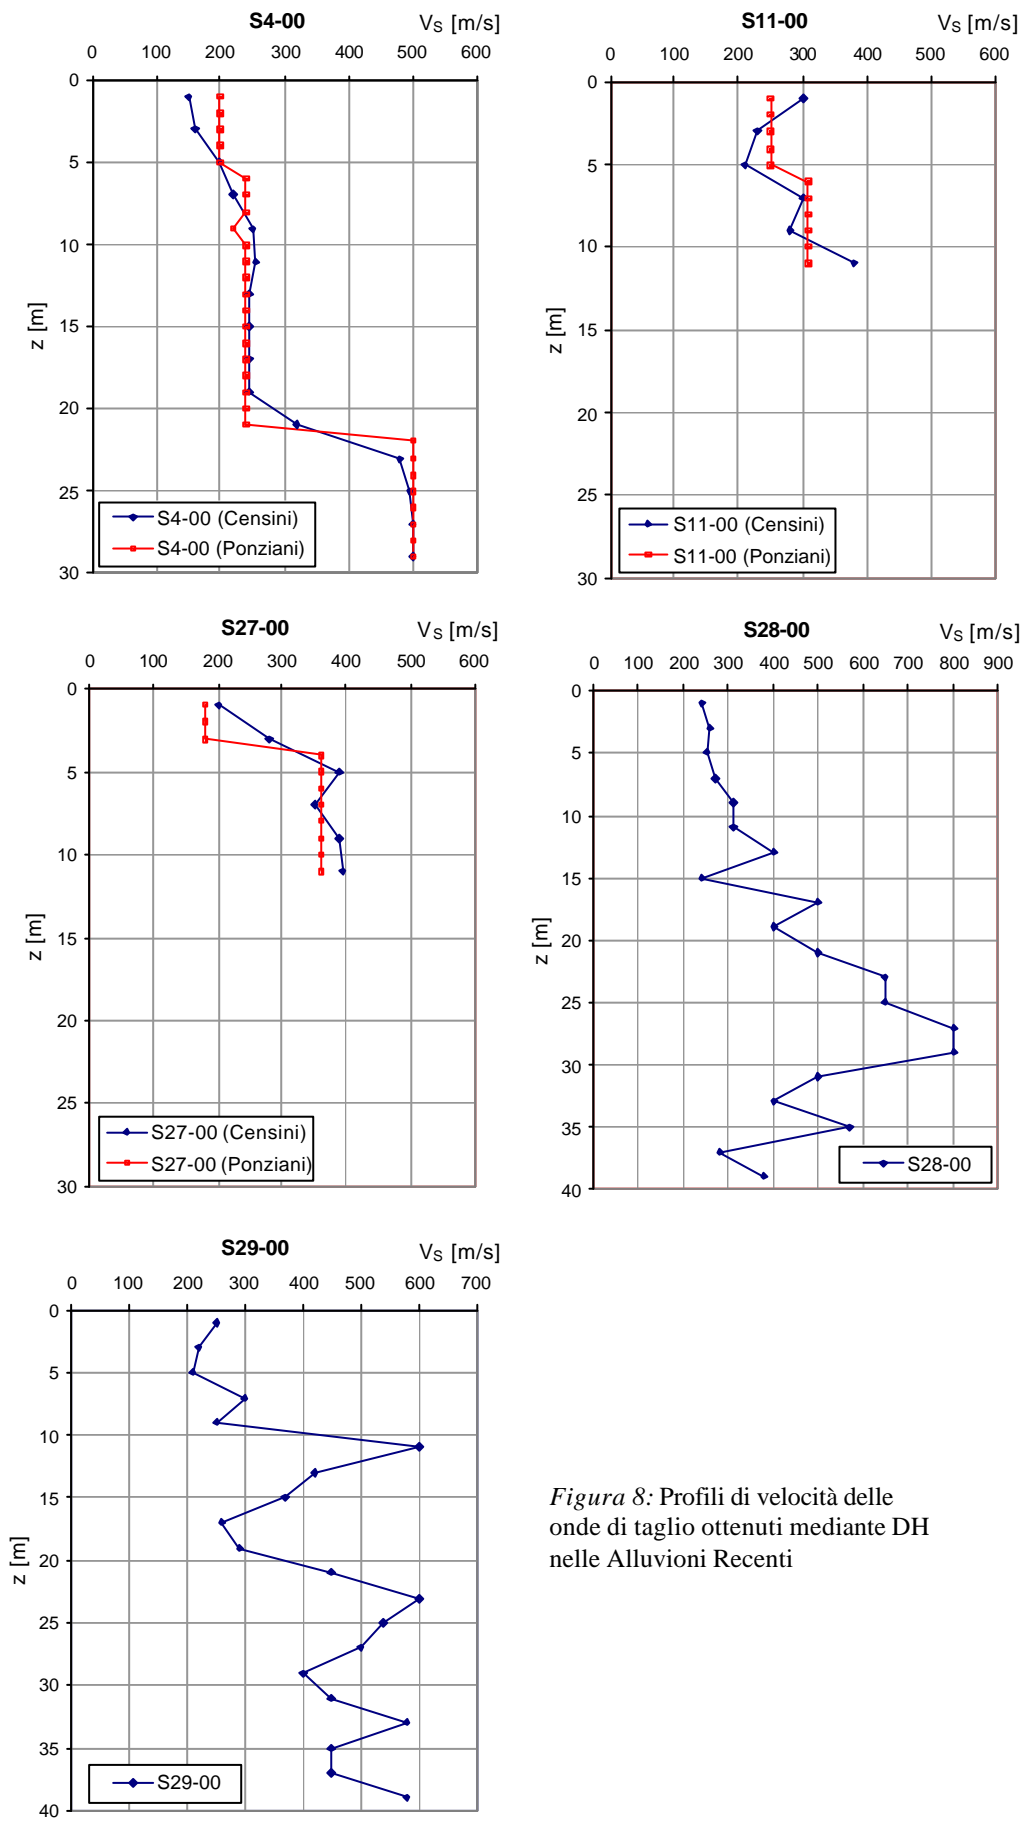 S4-00 V_S [m/s]
0 100 200 300 400 500 600
0
5
10
15
20
25
30
z [m]
S4-00 (Censini)
S4-00 (Ponziani)
S11-00 V_S [m/s]
0 100 200 300 400 500 600
0
5
10
15
20
25
30
z [m]
S11-00 (Censini)
S11-00 (Ponziani)
S27-00 V_S [m/s]
0 100 200 300 400 500 600
0
5
10
15
20
25
30
z [m]
S27-00 (Censini)
S27-00 (Ponziani)
S28-00 V_S [m/s]
0 100 200 300 400 500 600 700 800 900
0
5
10
15
20
25
30
35
40
z [m]
S28-00
S29-00 V_S [m/s]
0 100 200 300 400 500 600 700
0
5
10
15
20
25
30
35
40
z [m]
S29-00
Figura 8: Profili di velocità delle
onde di taglio ottenuti mediante DH
nelle Alluvioni Recenti